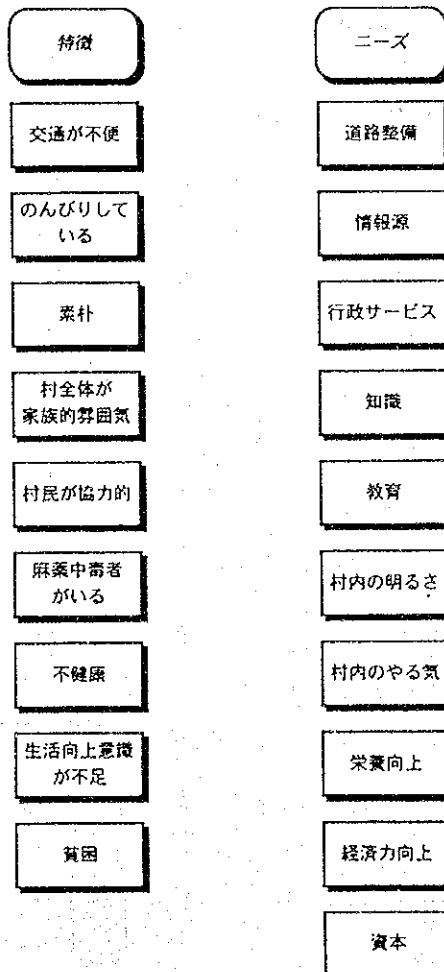 特徴
交通が不便
のんびりして
いる
素朴
村全体が
家族的雰囲気
村民が協力的
麻薬中毒者
がいる
不健康
生活向上意識
が不足
貧困
ニーズ
道路整備
情報源
行政サービス
知識
教育
村内の明るさ
村内のやる気
栄養向上
経済力向上
資本